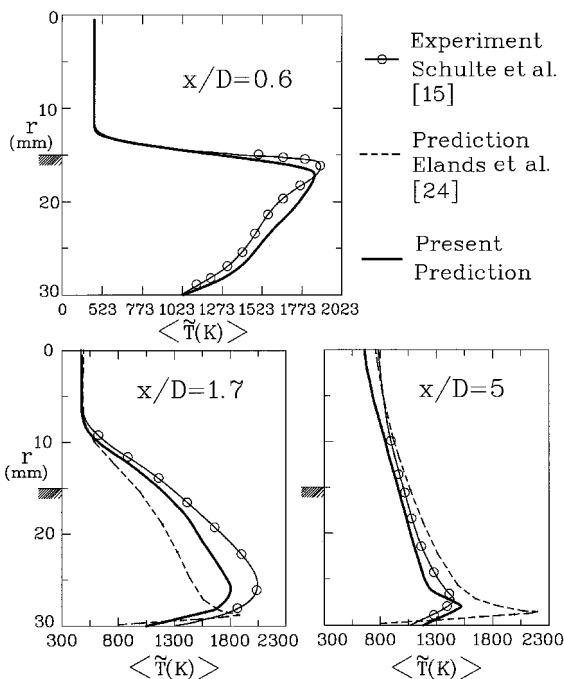 0
10
r
(mm)
20
30
x/D=0.6
0 523 773 1023 1273 1523 1773 2023
<T̃(K)>
Experiment
Schulte et al.
[15]
Prediction
Elands et al.
[24]
Present
Prediction
0
10
r
(mm)
20
30
x/D=1.7
300 800 1300 1800 2300
<T̃(K)>
x/D=5
300 800 1300 1800 2300
<T̃(K)>